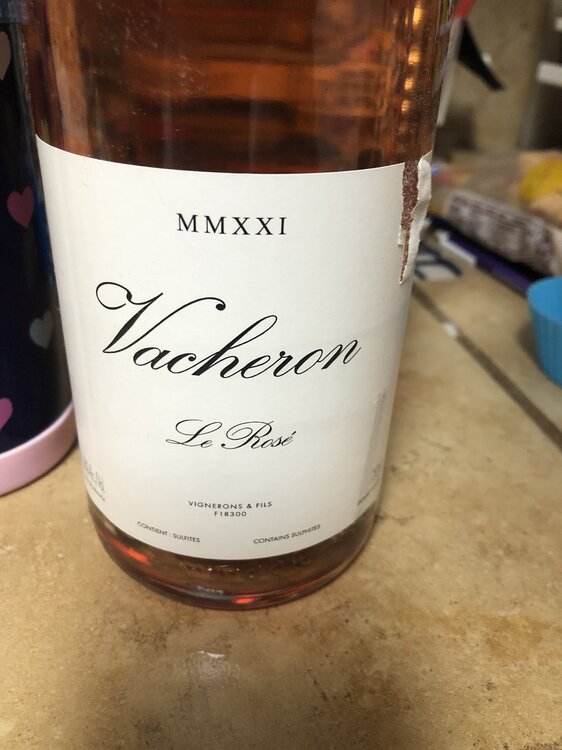 MMXXI
Vacheron
Le Rosé
VIGNERONS & FILS
F18300
CONTIENT : SULFITES
CONTAINS SULPHITES